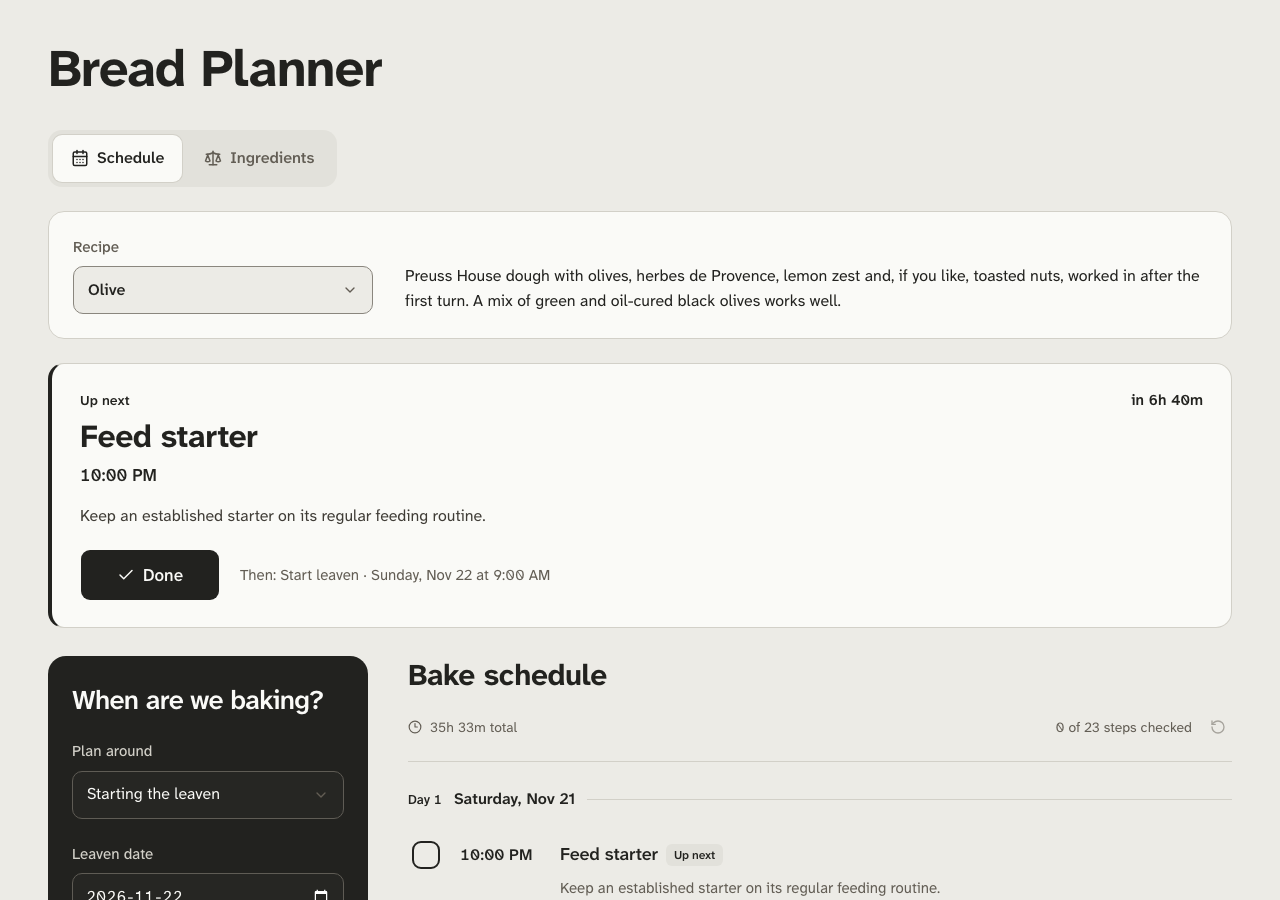 Bread Planner
Schedule
Ingredients
Recipe
Olive
Preuss House dough with olives, herbes de Provence, lemon zest and, if you like, toasted nuts, worked in after the
first turn. A mix of green and oil-cured black olives works well.
Up next
in 6h 40m
Feed starter
10:00 PM
Keep an established starter on its regular feeding routine.
Done
Then: Start leaven · Sunday, Nov 22 at 9:00 AM
When are we baking?
Plan around
Starting the leaven
Leaven date
2026-11-22
Bake schedule
35h 33m total
0 of 23 steps checked
Day 1 Saturday, Nov 21
10:00 PM
Feed starter
Up next
Keep an established starter on its regular feeding routine.